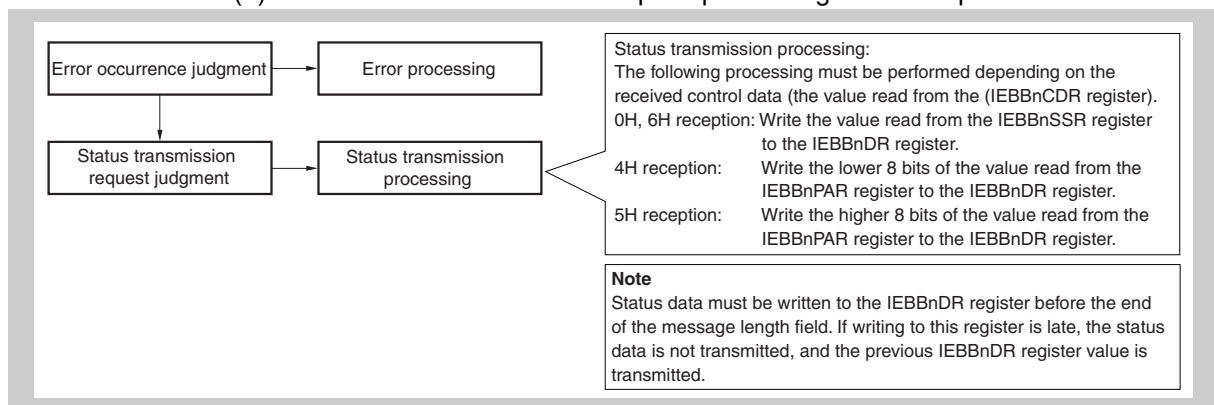 Error occurrence judgment
Error processing
Status transmission
request judgment
Status transmission
processing
Status transmission processing:
The following processing must be performed depending on the
received control data (the value read from the (IEBBnCDR register).
0H, 6H reception: Write the value read from the IEBBnSSR register
to the IEBBnDR register.
4H reception: Write the lower 8 bits of the value read from the
IEBBnPAR register to the IEBBnDR register.
5H reception: Write the higher 8 bits of the value read from the
IEBBnPAR register to the IEBBnDR register.
Note
Status data must be written to the IEBBnDR register before the end
of the message length field. If writing to this register is late, the status
data is not transmitted, and the previous IEBBnDR register value is
transmitted.